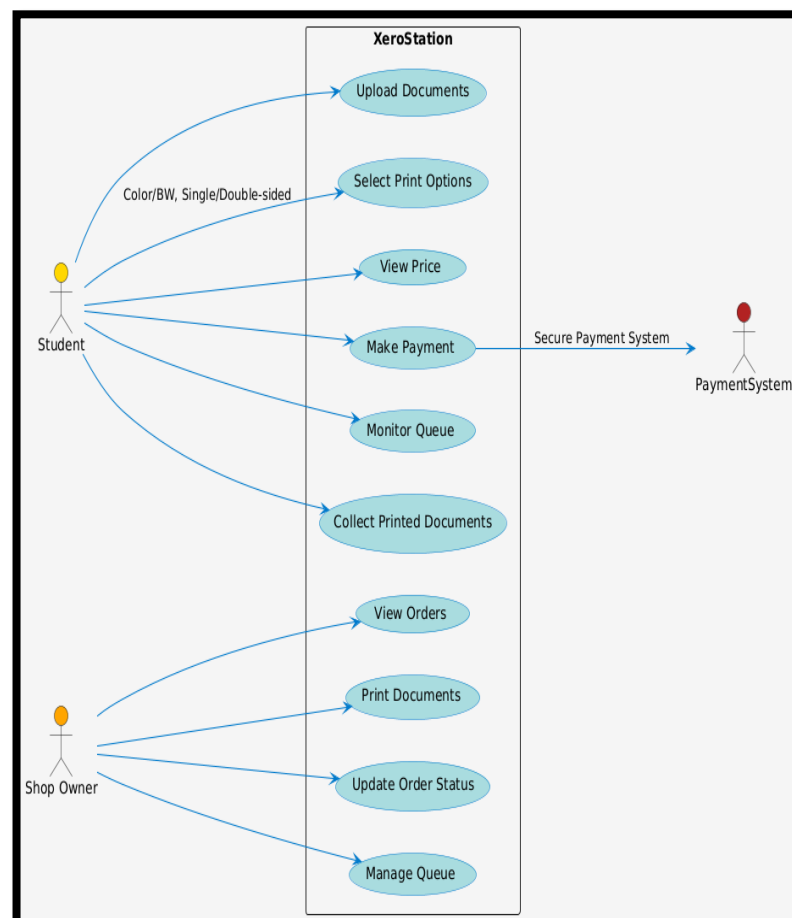 XeroStation
Upload Documents
Color/BW, Single/Double-sided
Select Print Options
View Price
Student
Make Payment
Secure Payment System
PaymentSystem
Monitor Queue
Collect Printed Documents
View Orders
Print Documents
Shop Owner
Update Order Status
Manage Queue